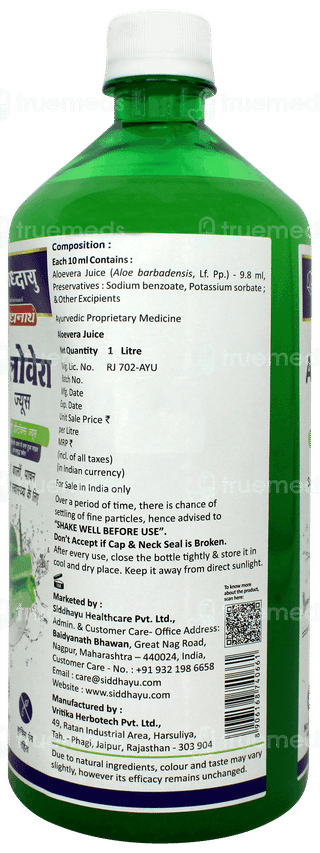 truemeds
Composition :
Each 10 ml Contains :
Aloevera Juice (Aloe barbadensis, Lf. Pp.) - 9.8 ml,
Preservatives : Sodium benzoate, Potassium sorbate ;
& Other Excipients
Ayurvedic Proprietary Medicine
Aloevera Juice
Net Quantity 1 Litre
Mfg. Lic. No. RJ 702-AYU
Batch No.
Mfg. Date
Exp. Date
Unit Sale Price ₹
per Litre
MRP ₹
(incl. of all taxes)
(in Indian currency)
For Sale in India only
Over a period of time, there is chance of
settling of fine particles, hence advised to
"SHAKE WELL BEFORE USE".
Don't Accept if Cap & Neck Seal is Broken.
After every use, close the bottle tightly & store it in
cool and dry place. Keep it away from direct sunlight.
To know more
about the product,
scan here:
Marketed by :
Siddhayu Healthcare Pvt. Ltd.,
Admin. & Customer Care- Office Address:
Baidyanath Bhawan, Great Nag Road,
Nagpur, Maharashtra – 440024, India,
Customer Care - No. : +91 932 198 6658
Email : care@siddhayu.com
Website : www.siddhayu.com
8906168740661
Manufactured by :
Vritika Herbotech Pvt. Ltd.,
49, Ratan Industrial Area, Harsuliya,
Tah. - Phagi, Jaipur, Rajasthan - 303 904
Due to natural ingredients, colour and taste may vary
slightly, however its efficacy remains unchanged.
ज्यूस